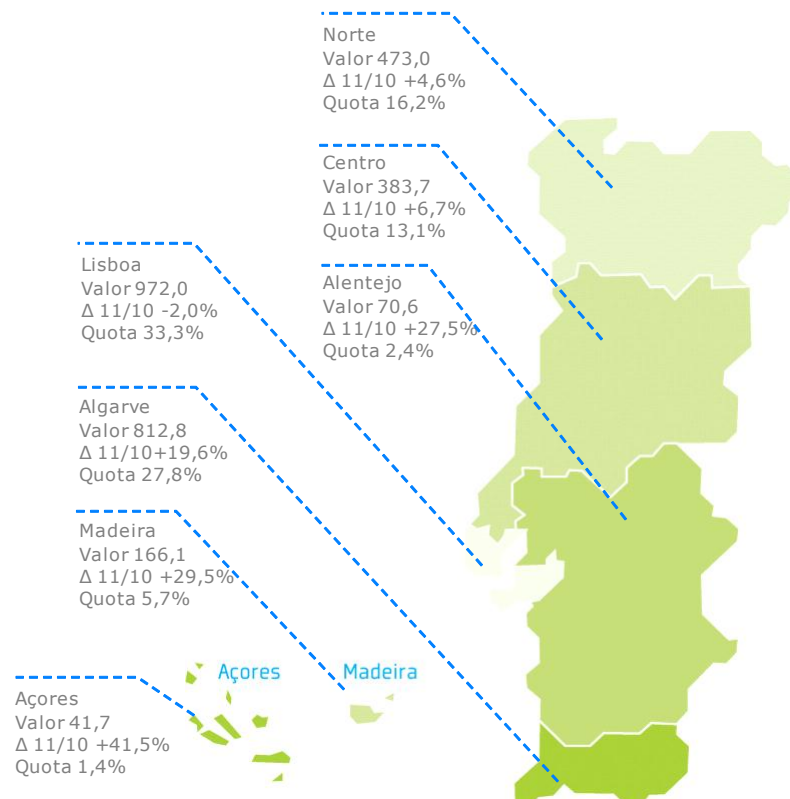 Norte
Valor 473,0
Δ 11/10 +4,6%
Quota 16,2%
Centro
Valor 383,7
Δ 11/10 +6,7%
Quota 13,1%
Lisboa
Valor 972,0
Δ 11/10 -2,0%
Quota 33,3%
Alentejo
Valor 70,6
Δ 11/10 +27,5%
Quota 2,4%
Algarve
Valor 812,8
Δ 11/10+19,6%
Quota 27,8%
Madeira
Valor 166,1
Δ 11/10 +29,5%
Quota 5,7%
Açores
Madeira
Açores
Valor 41,7
Δ 11/10 +41,5%
Quota 1,4%